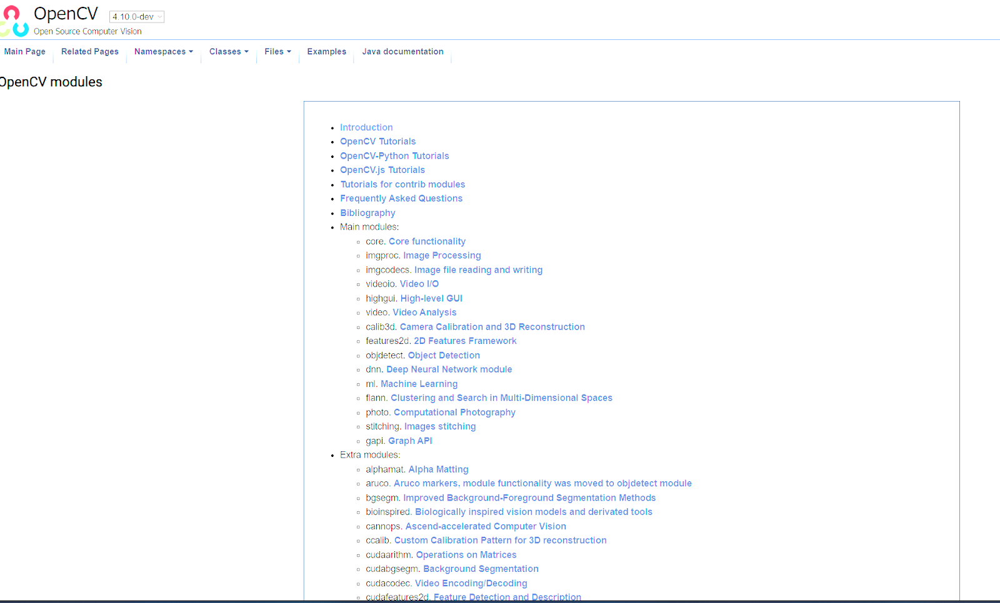 OpenCV 4.10.0-dev
Open Source Computer Vision
Main Page Related Pages Namespaces Classes Files Examples Java documentation
OpenCV modules
Introduction
OpenCV Tutorials
OpenCV-Python Tutorials
OpenCV.js Tutorials
Tutorials for contrib modules
Frequently Asked Questions
Bibliography
Main modules:
core. Core functionality
imgproc. Image Processing
imgcodecs. Image file reading and writing
videoio. Video I/O
highgui. High-level GUI
video. Video Analysis
calib3d. Camera Calibration and 3D Reconstruction
features2d. 2D Features Framework
objdetect. Object Detection
dnn. Deep Neural Network module
ml. Machine Learning
flann. Clustering and Search in Multi-Dimensional Spaces
photo. Computational Photography
stitching. Images stitching
gapi. Graph API
Extra modules:
alphamat. Alpha Matting
aruco. Aruco markers, module functionality was moved to objdetect module
bgsegm. Improved Background-Foreground Segmentation Methods
bioinspired. Biologically inspired vision models and derivated tools
cannops. Ascend-accelerated Computer Vision
ccalib. Custom Calibration Pattern for 3D reconstruction
cudaarithm. Operations on Matrices
cudabgsegm. Background Segmentation
cudacodec. Video Encoding/Decoding
cudafeatures2d. Feature Detection and Description